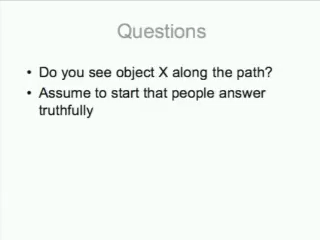 Questions
• Do you see object X along the path?
• Assume to start that people answer
truthfully